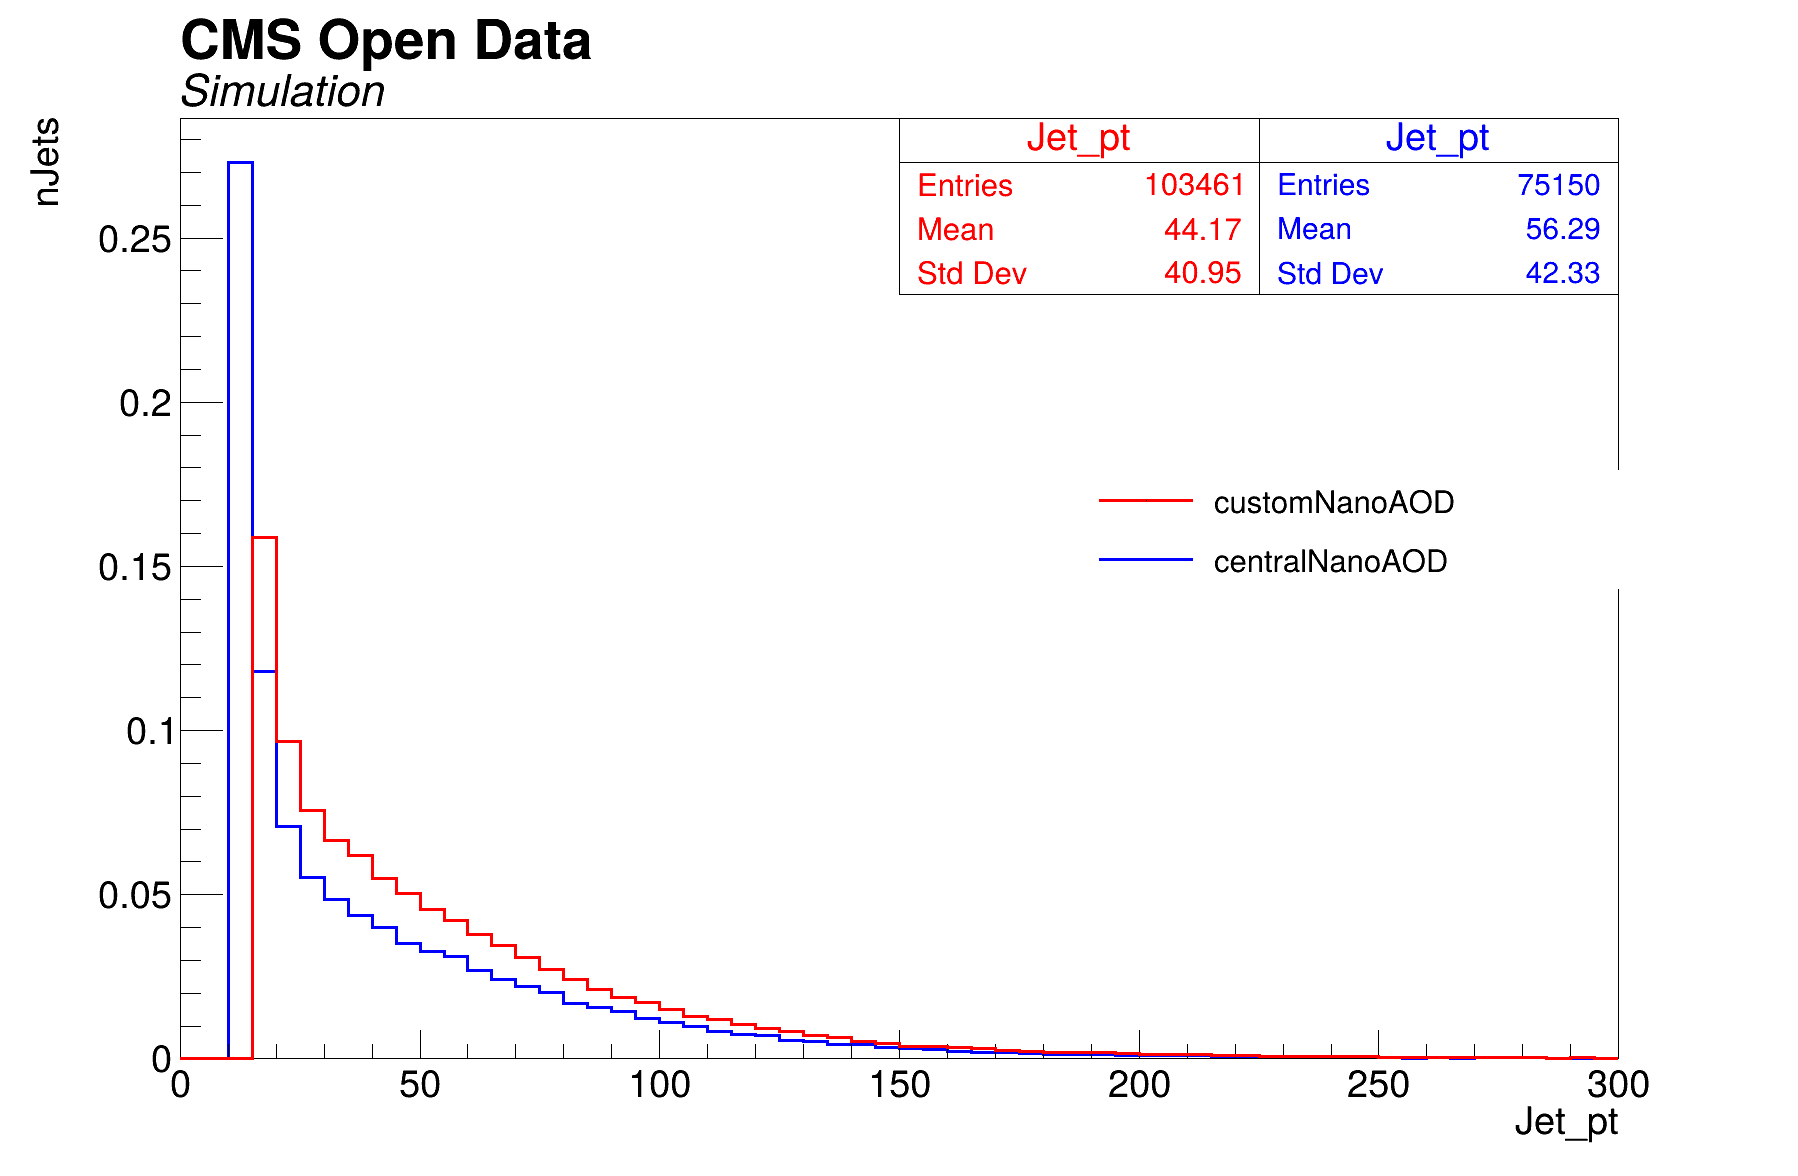 CMS Open Data
Simulation
nJets
Jet_pt Jet_pt
Entries 103461 Entries 75150
Mean 44.17 Mean 56.29
Std Dev 40.95 Std Dev 42.33
0.25
0.2
0.15
0.1
0.05
0
customNanoAOD
centralNanoAOD
0 50 100 150 200 250 300
Jet_pt